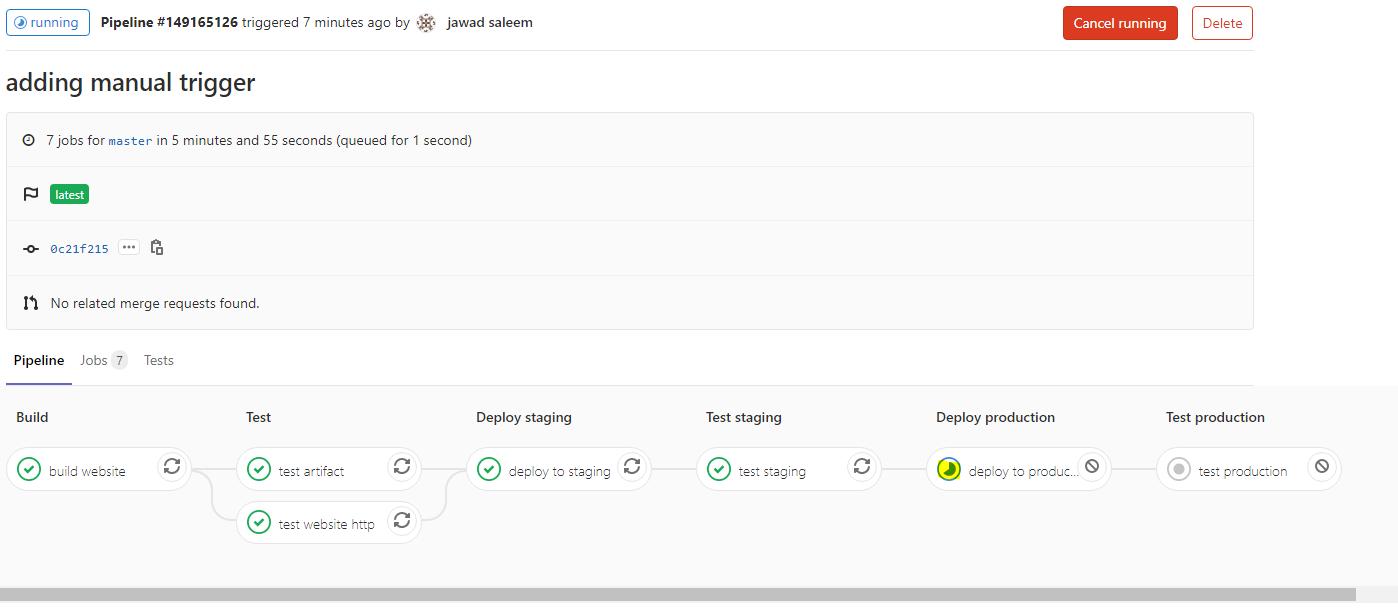 running Pipeline #149165126 triggered 7 minutes ago by jawad saleem Cancel running Delete
adding manual trigger
7 jobs for master in 5 minutes and 55 seconds (queued for 1 second)
latest
0c21f215
No related merge requests found.
Pipeline Jobs 7 Tests
Build Test Deploy staging Test staging Deploy production Test production
build website test artifact deploy to staging test staging deploy to produc... test production
test website http